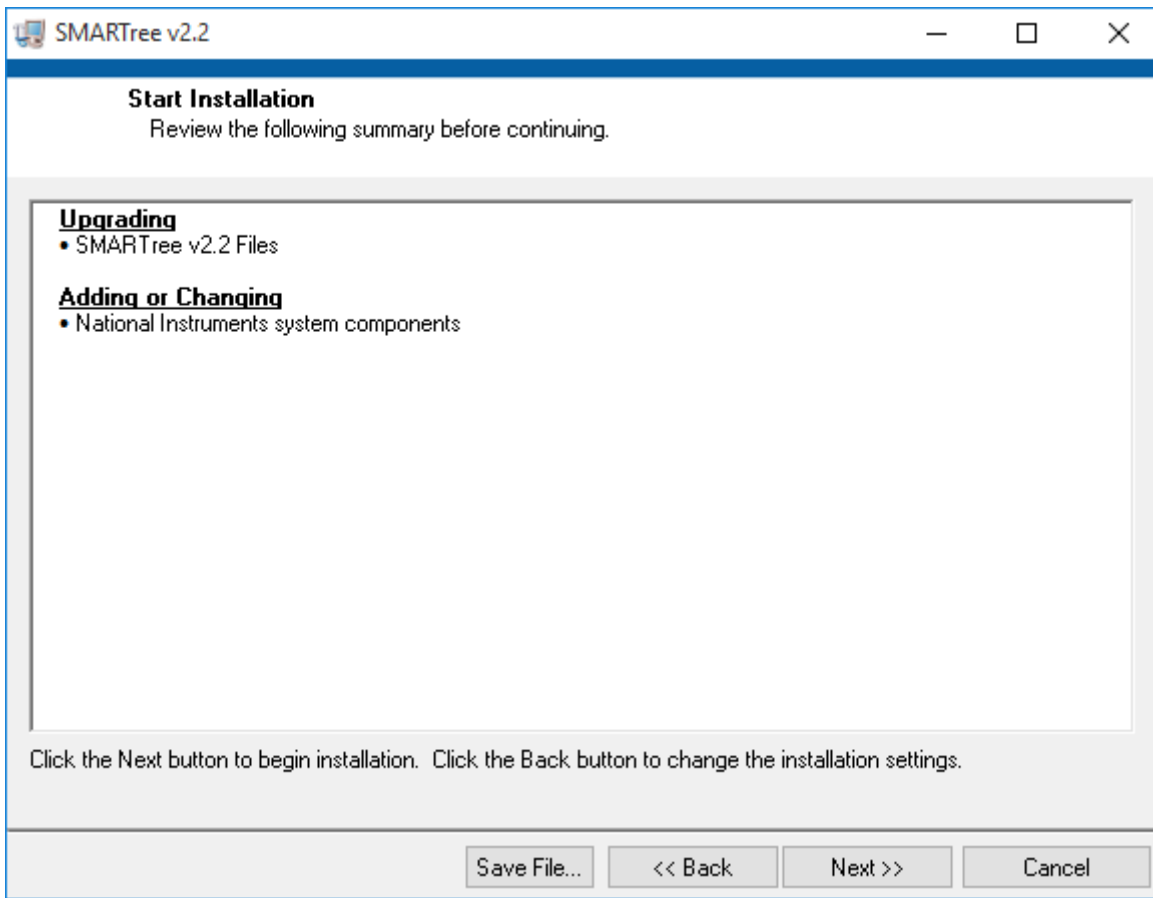 SMARTree v2.2
Start Installation
Review the following summary before continuing.
Upgrading
• SMARTree v2.2 Files
Adding or Changing
• National Instruments system components
Click the Next button to begin installation.  Click the Back button to change the installation settings.
Save File... << Back Next >> Cancel